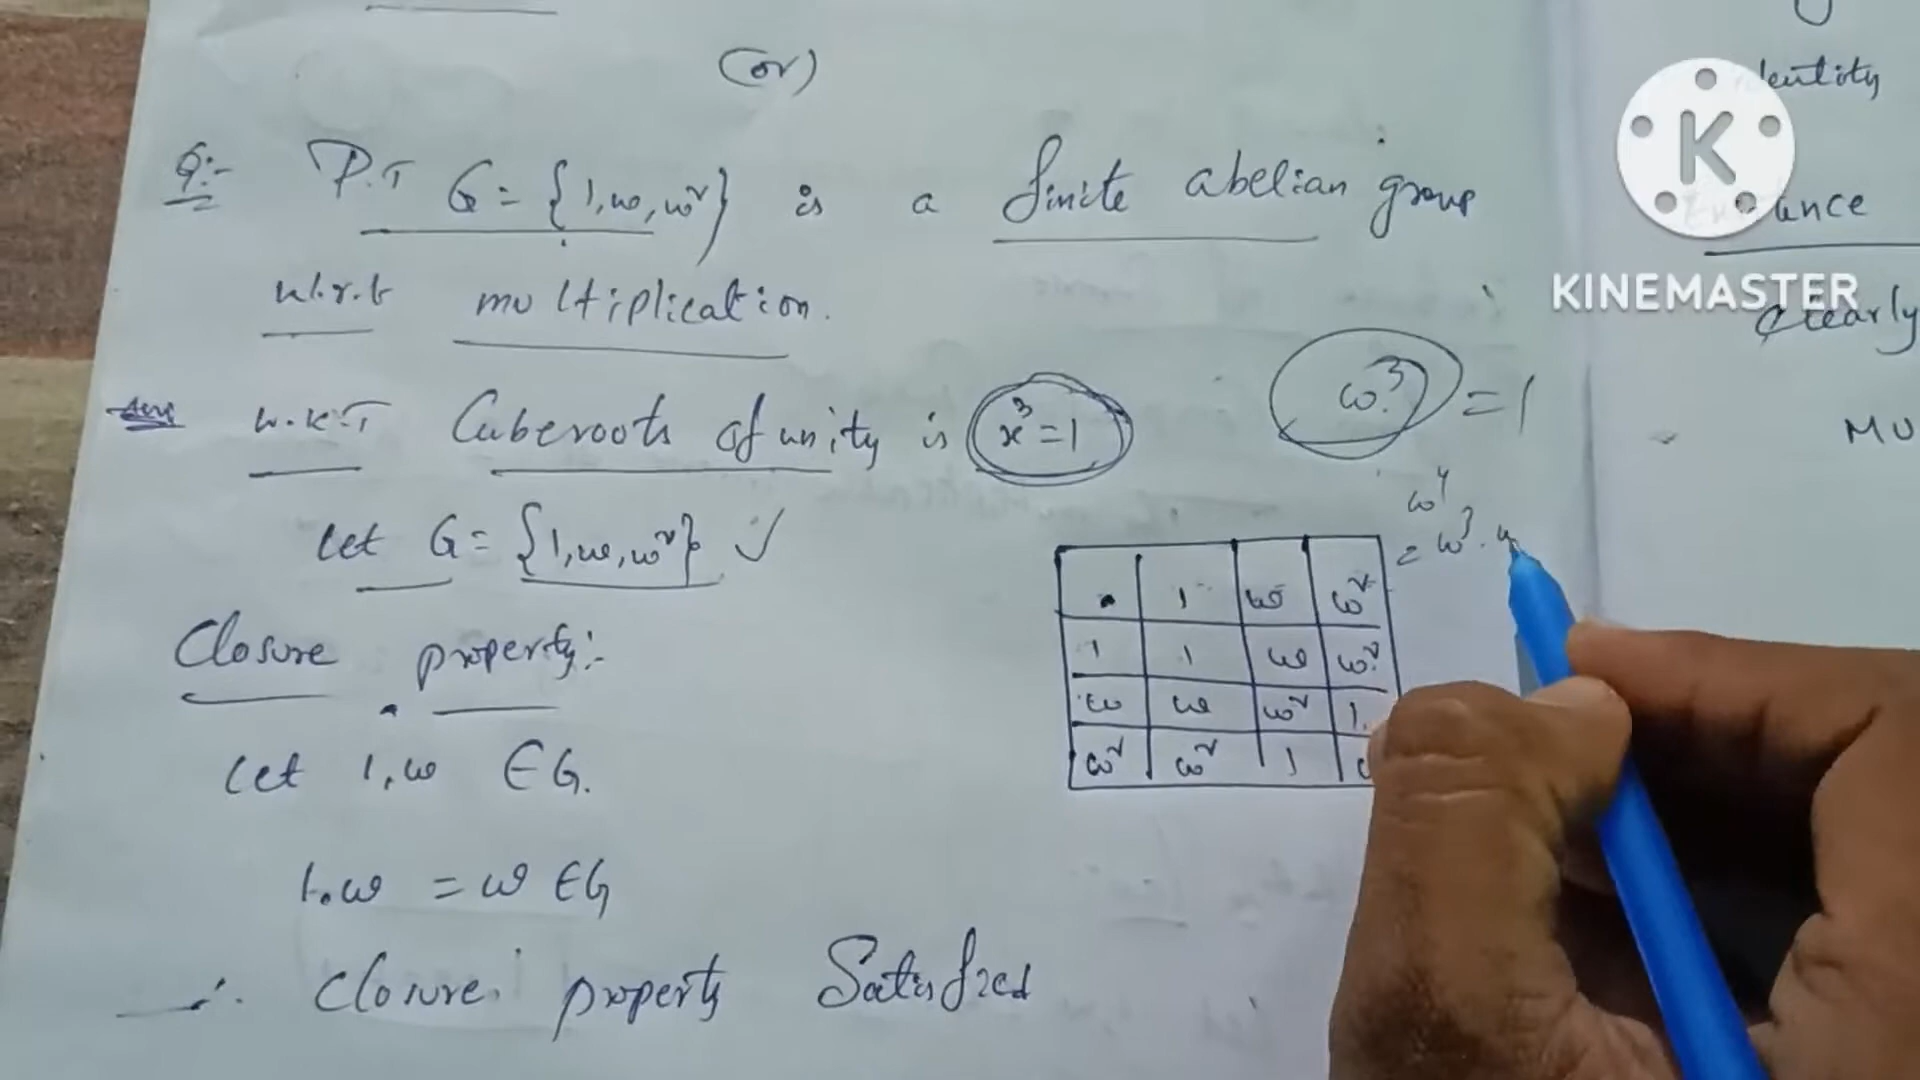 (or)
Q:- P.T G = {1, ω, ω²} is a finite abelian group
w.r.t multiplication.
Ans W.K.T Cuberoots of unity is x³=1
ω³ = 1
let G = {1, ω, ω²} ✓
ω⁴
= ω³.
. 1 ω ω²
1 1 ω ω²
ω ω ω² 1
ω² ω² 1
Closure property:-
Let 1, ω ∈ G.
1.ω = ω ∈ G
∴ Closure property Satisfied
dentity
K
KINEMASTER
Clearly
MU